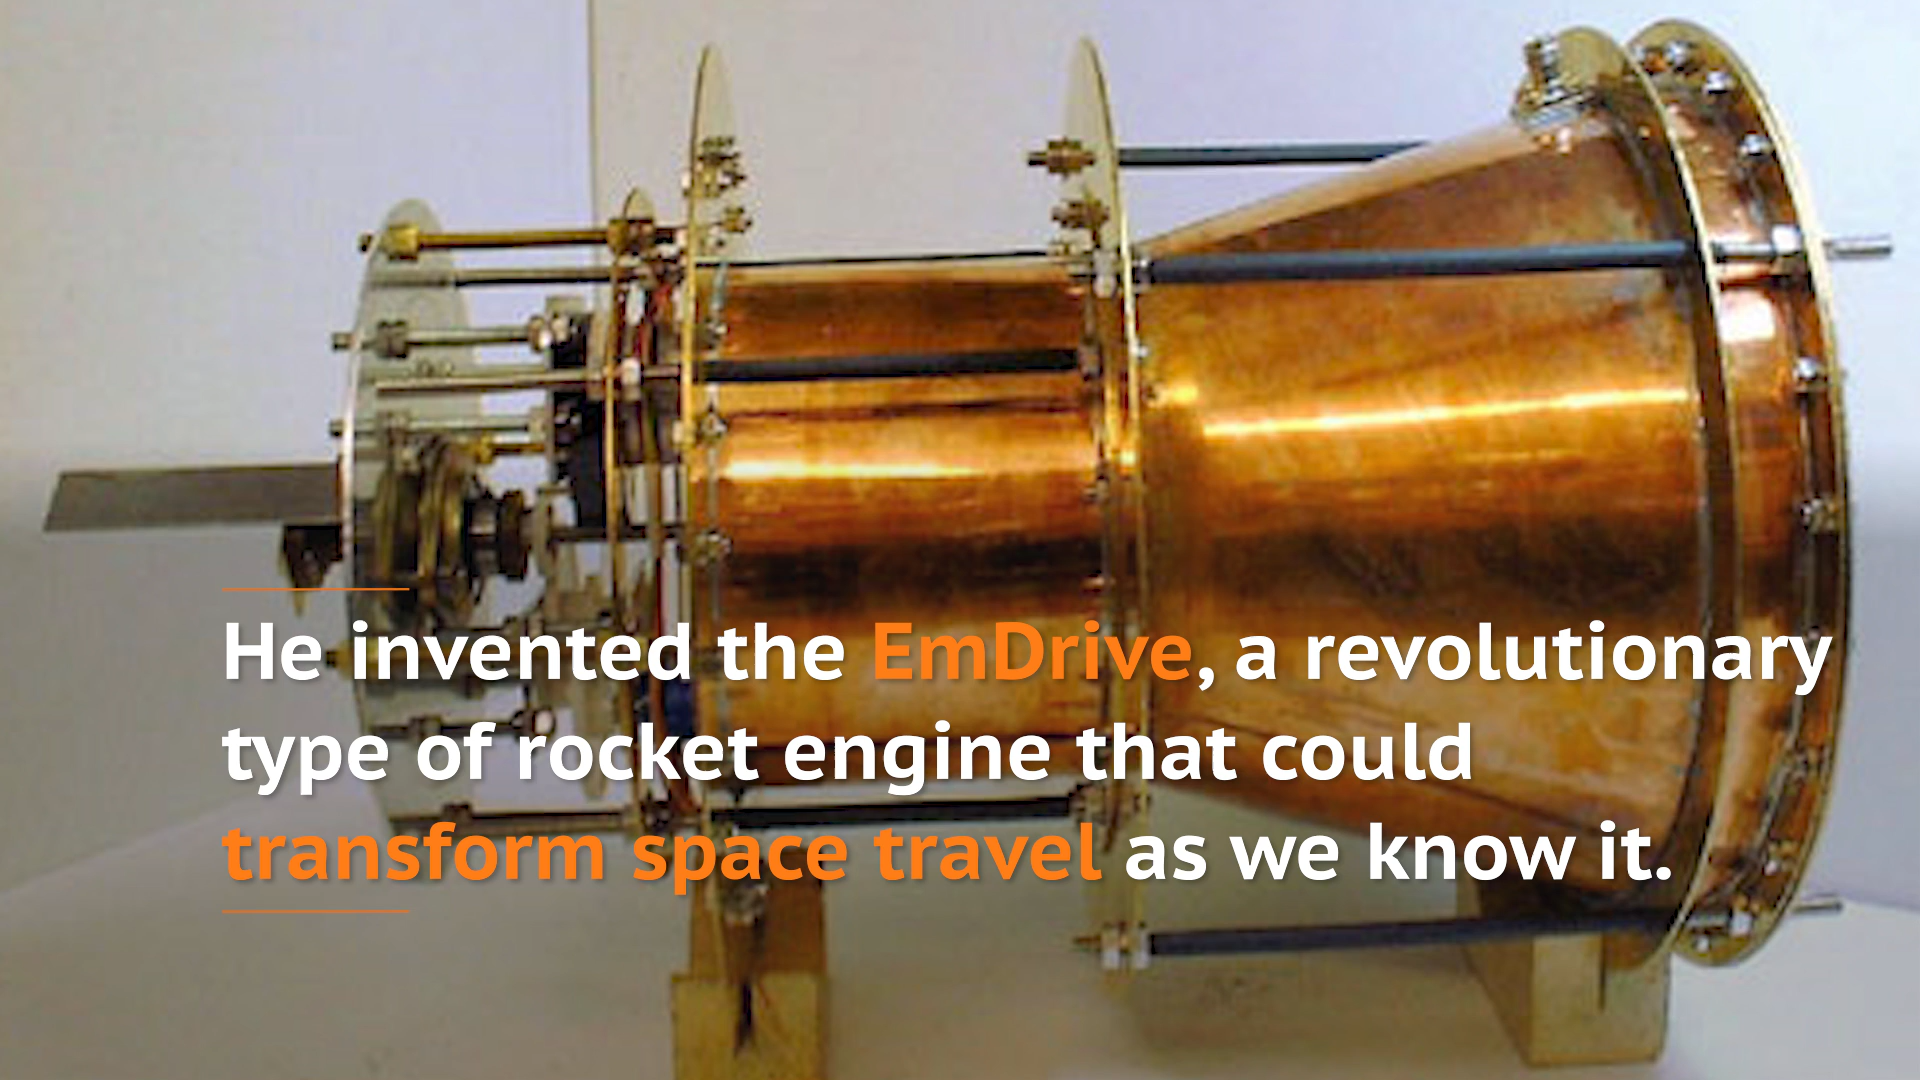 He invented the EmDrive, a revolutionary
type of rocket engine that could
transform space travel as we know it.